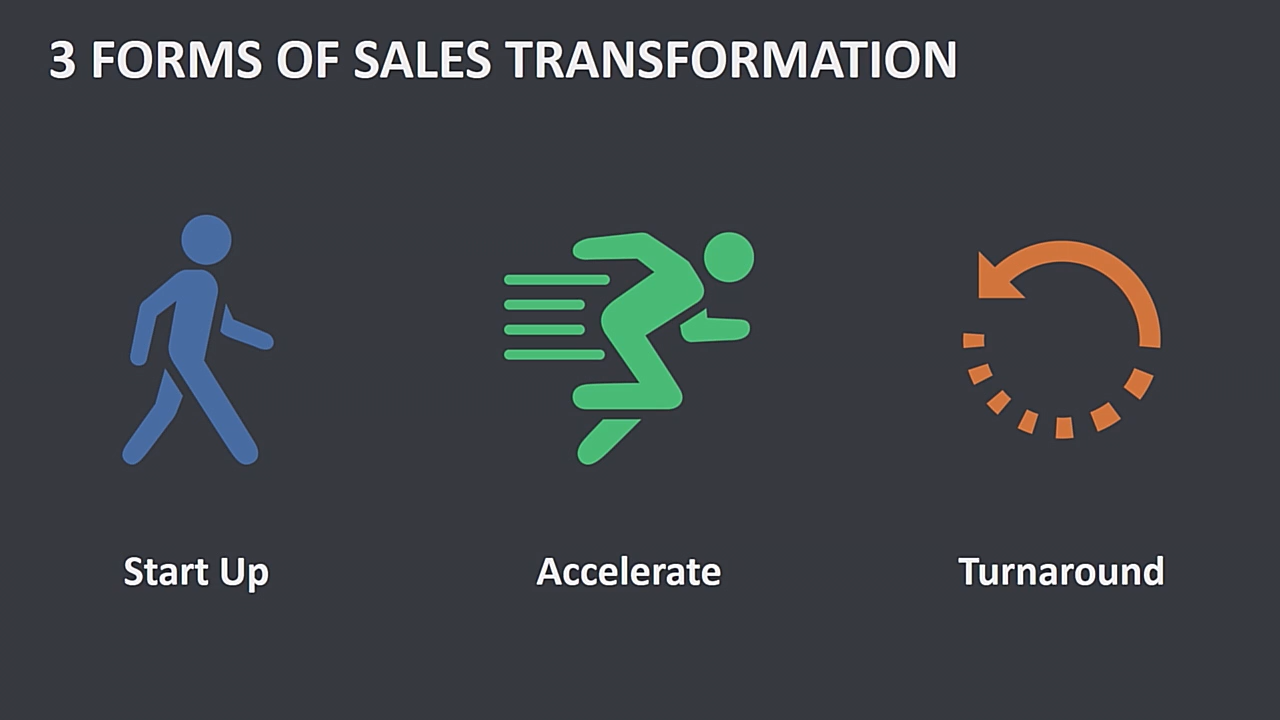 3 FORMS OF SALES TRANSFORMATION
Start Up
Accelerate
Turnaround